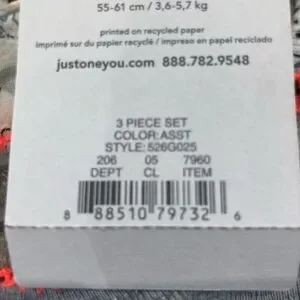 55-61 cm / 3,6-5,7 kg
printed on recycled paper
imprimé sur du papier recyclé / impreso en papel reciclado
justoneyou.com 888.782.9548
3 PIECE SET
COLOR: ASST
STYLE: 526G025
206 05 7960
DEPT CL ITEM
8 88510 79732 6